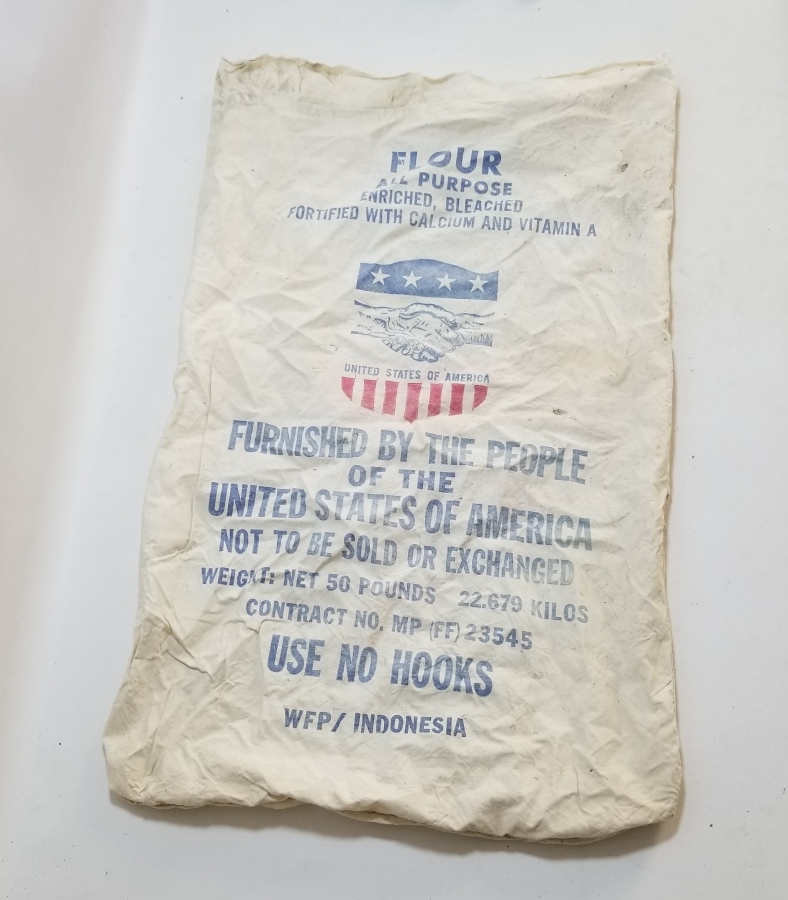 FLOUR
ALL PURPOSE
ENRICHED, BLEACHED
FORTIFIED WITH CALCIUM AND VITAMIN A
UNITED STATES OF AMERICA
FURNISHED BY THE PEOPLE
OF THE
UNITED STATES OF AMERICA
NOT TO BE SOLD OR EXCHANGED
WEIGHT: NET 50 POUNDS 22.679 KILOS
CONTRACT NO. MP (FF) 23545
USE NO HOOKS
WFP/ INDONESIA